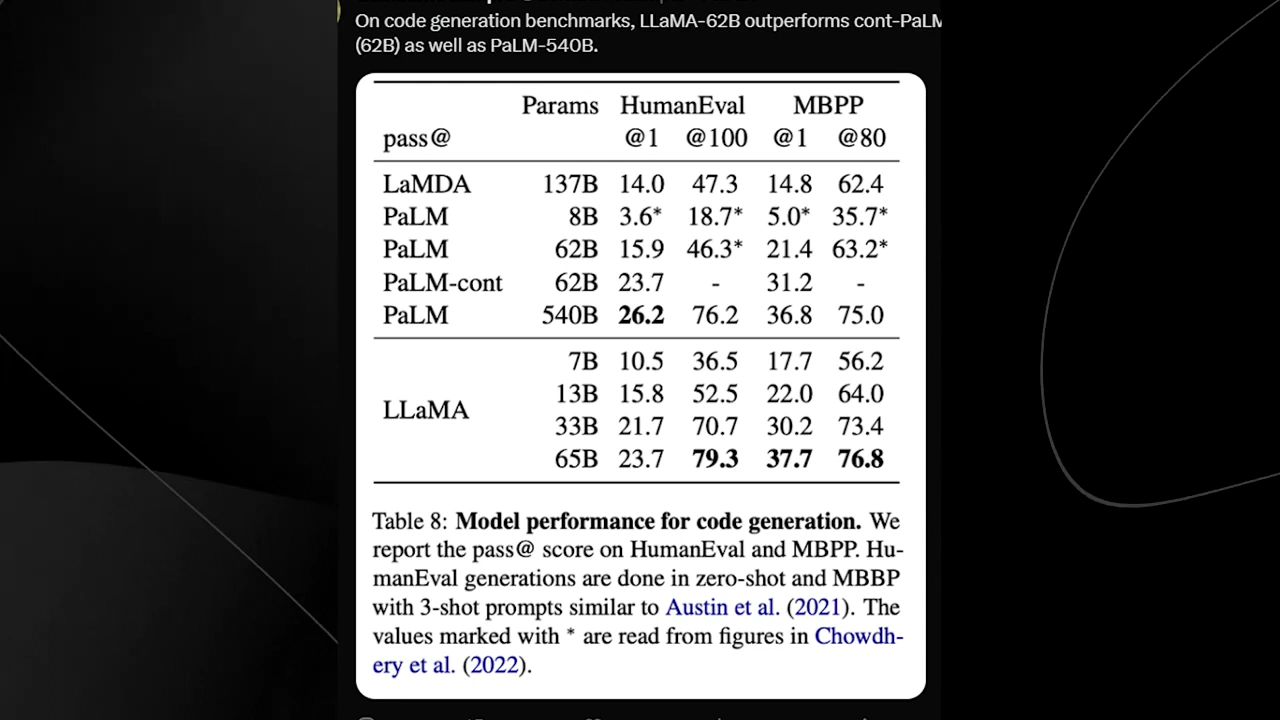 On code generation benchmarks, LLaMA-62B outperforms cont-PaLM
(62B) as well as PaLM-540B.
Params HumanEval MBPP
pass@ @1 @100 @1 @80
LaMDA 137B 14.0 47.3 14.8 62.4
PaLM 8B 3.6* 18.7* 5.0* 35.7*
PaLM 62B 15.9 46.3* 21.4 63.2*
PaLM-cont 62B 23.7 - 31.2 -
PaLM 540B 26.2 76.2 36.8 75.0
LLaMA
7B 10.5 36.5 17.7 56.2
13B 15.8 52.5 22.0 64.0
33B 21.7 70.7 30.2 73.4
65B 23.7 79.3 37.7 76.8
Table 8: Model performance for code generation. We
report the pass@ score on HumanEval and MBPP. Hu-
manEval generations are done in zero-shot and MBBP
with 3-shot prompts similar to Austin et al. (2021). The
values marked with * are read from figures in Chowdh-
ery et al. (2022).